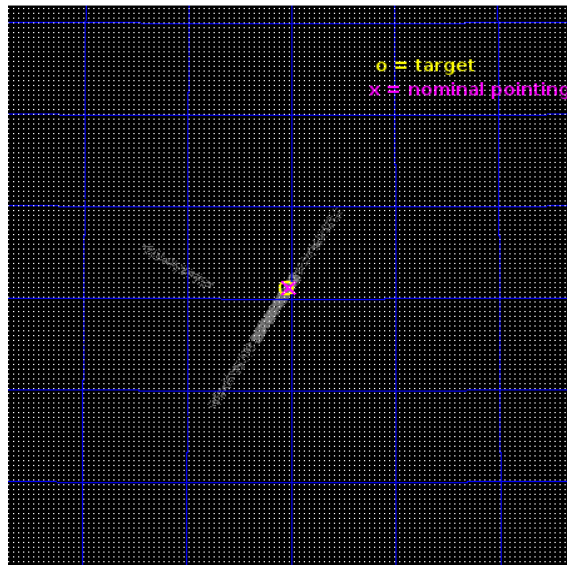 o = target
x = nominal pointing